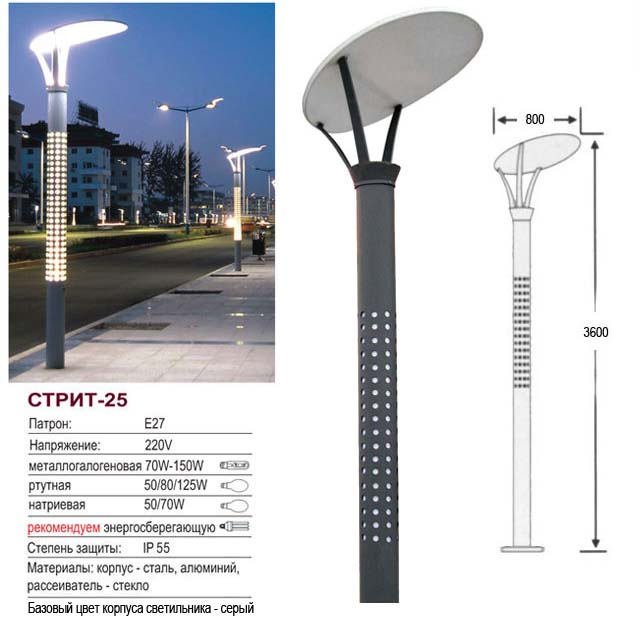 800
3600
СТРИТ-25
Патрон: E27
Напряжение: 220V
металлогалогеновая 70W-150W
ртутная 50/80/125W
натриевая 50/70W
рекомендуем энергосберегающую
Степень защиты: IP 55
Материалы: корпус - сталь, алюминий,
рассеиватель - стекло
Базовый цвет корпуса светильника - серый